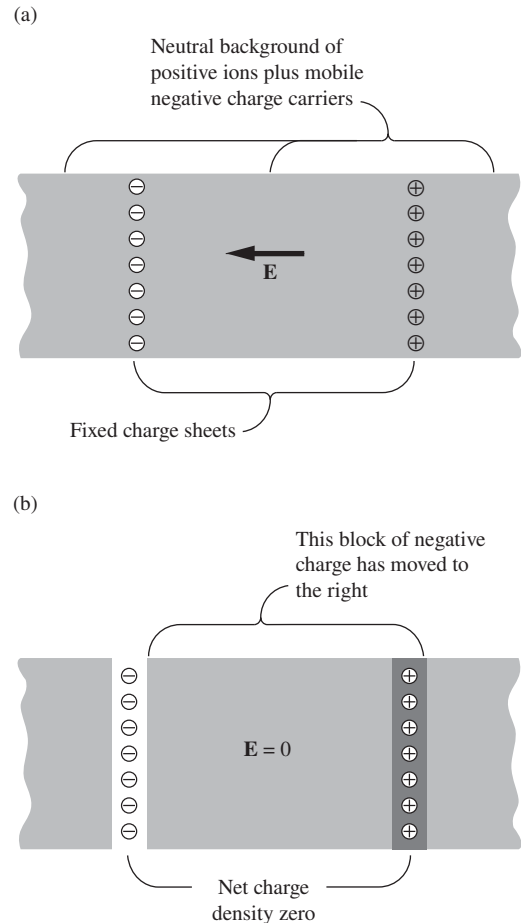 (a)
Neutral background of
positive ions plus mobile
negative charge carriers
E
Fixed charge sheets
(b)
This block of negative
charge has moved to
the right
E = 0
Net charge
density zero